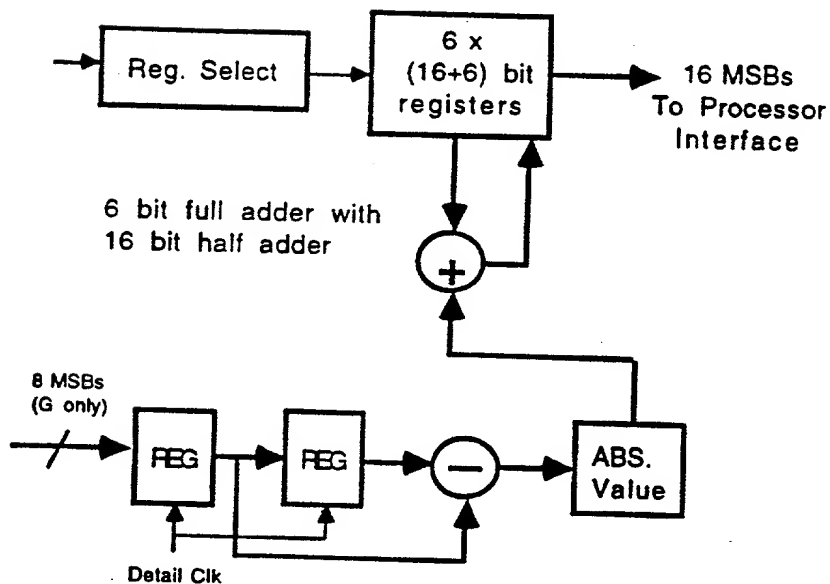 Reg. Select
6 x
(16+6) bit
registers
16 MSBs
To Processor
Interface
6 bit full adder with
16 bit half adder
+
8 MSBs
(G only)
REG
REG
−
ABS.
Value
Detail Clk